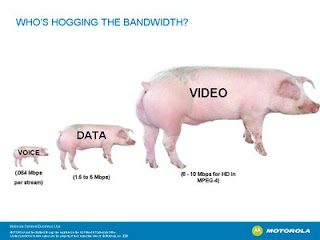 WHO'S HOGGING THE BANDWIDTH?
VIDEO
DATA
VOICE
(.064 Mbps
per stream)
(1.5 to 6 Mbps)
(6 - 10 Mbps for HD in
MPEG-4)
MOTOROLA